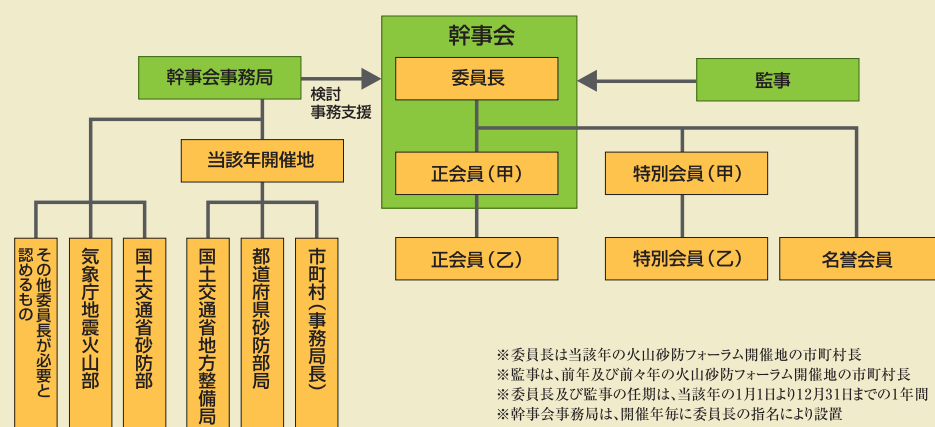 幹事会
幹事会事務局
検討
事務支援
委員長
監事
当該年開催地
正会員(甲)
特別会員(甲)
正会員(乙)
特別会員(乙)
名誉会員
その他委員長が必要と
認めるもの
気象庁地震火山部
国土交通省砂防部
国土交通省地方整備局
都道府県砂防部局
市町村(事務局長)
※委員長は当該年の火山砂防フォーラム開催地の市町村長
※監事は、前年及び前々年の火山砂防フォーラム開催地の市町村長
※委員長及び監事の任期は、当該年の1月1日より12月31日までの1年間
※幹事会事務局は、開催年毎に委員長の指名により設置